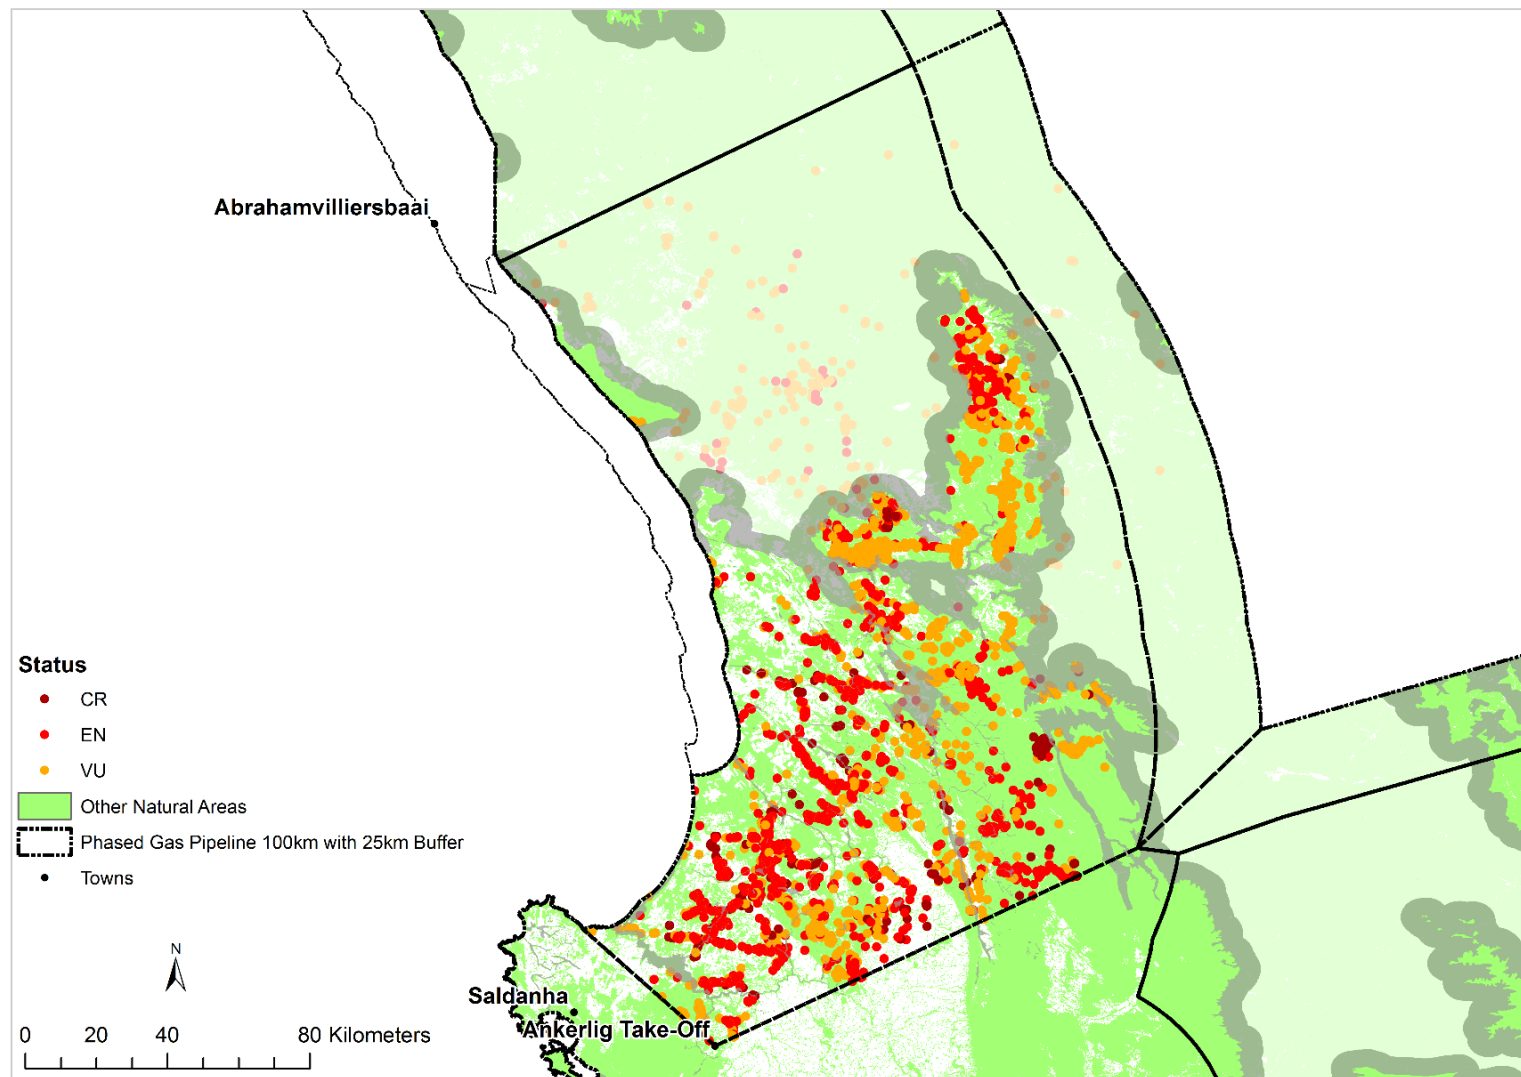 Abrahamvilliersbaai
Status
CR
EN
VU
Other Natural Areas
Phased Gas Pipeline 100km with 25km Buffer
Towns
N
Saldanha
Ankerlig Take-Off
0 20 40 80 Kilometers